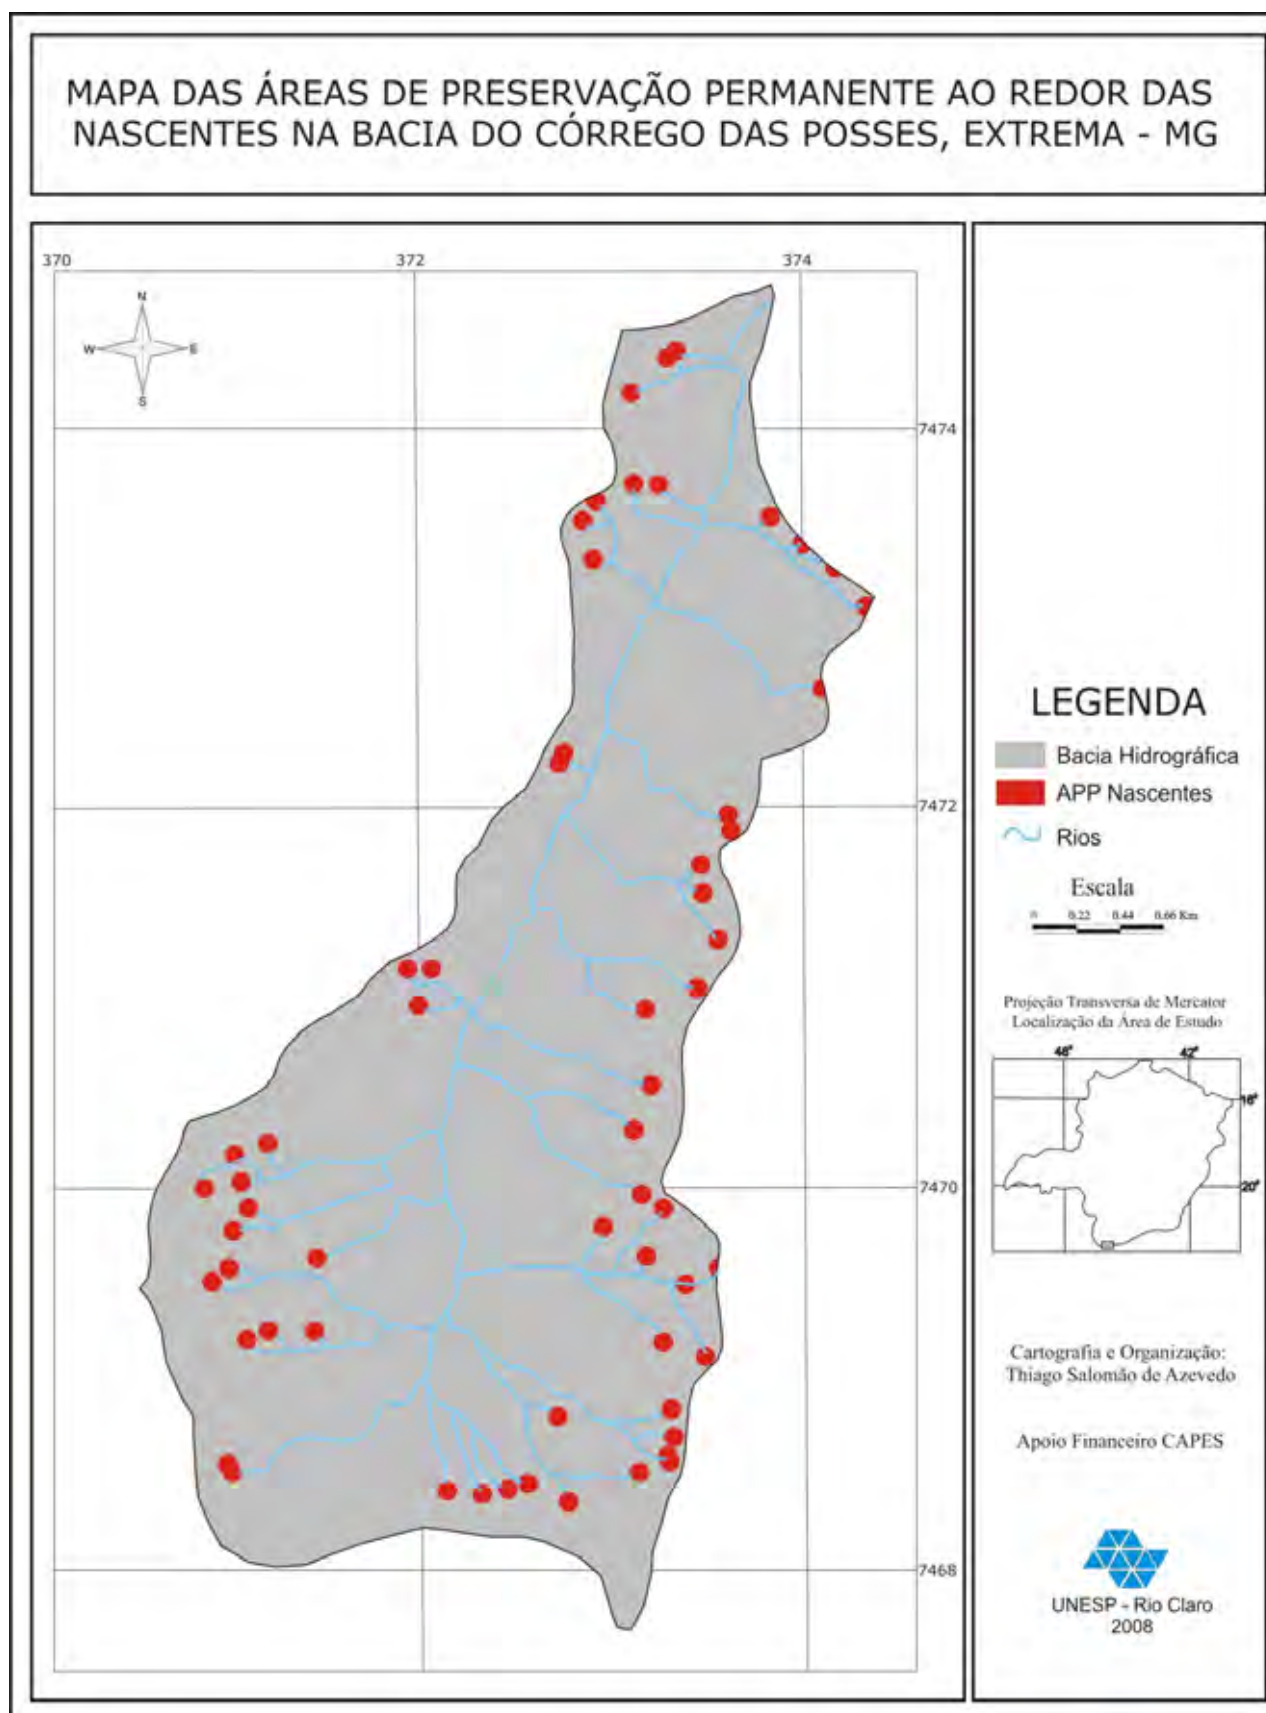 MAPA DAS ÁREAS DE PRESERVAÇÃO PERMANENTE AO REDOR DAS
NASCENTES NA BACIA DO CÓRREGO DAS POSSES, EXTREMA - MG
370
372
374
N
W
E
S
7474
7472
7470
7468
LEGENDA
Bacia Hidrográfica
APP Nascentes
Rios
Escala
0 0.22 0.44 0.66 Km
Projeção Transversa de Mercator
Localização da Área de Estudo
46°
42°
16°
20°
Cartografia e Organização:
Thiago Salomão de Azevedo
Apoio Financeiro CAPES
UNESP - Rio Claro
2008